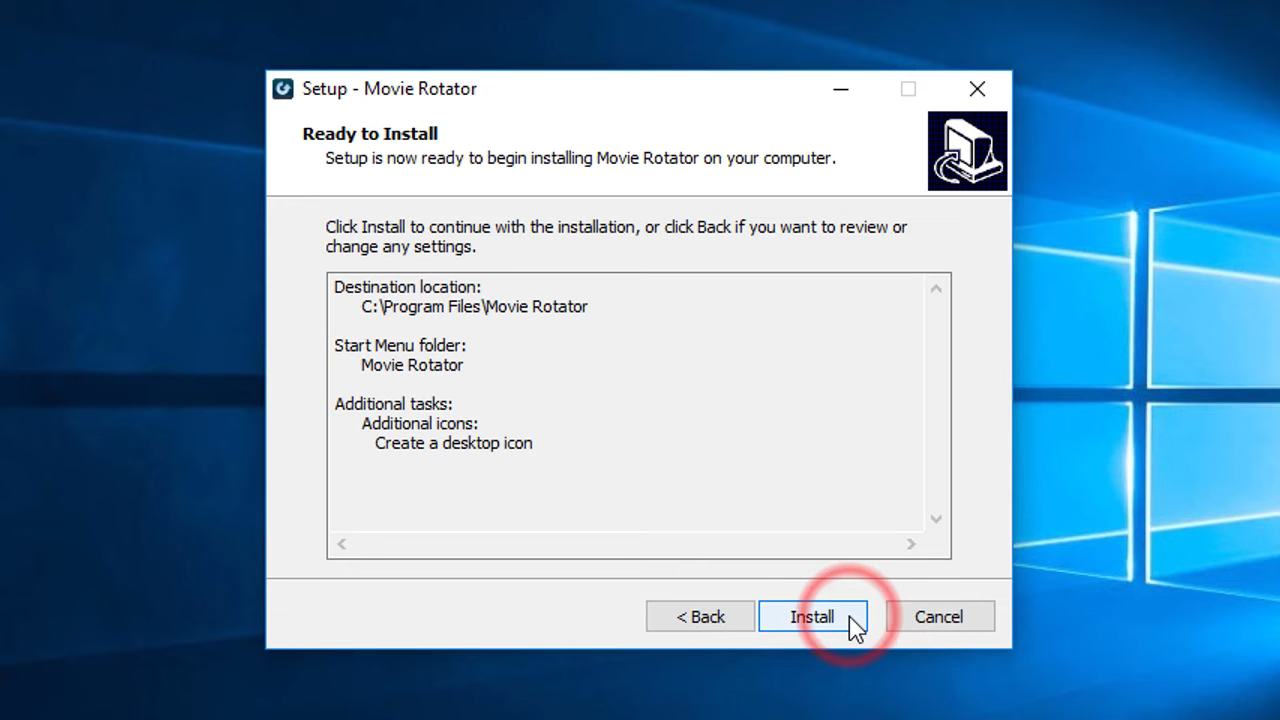 Setup - Movie Rotator
Ready to Install
Setup is now ready to begin installing Movie Rotator on your computer.
Click Install to continue with the installation, or click Back if you want to review or
change any settings.
Destination location:
C:\Program Files\Movie Rotator
Start Menu folder:
Movie Rotator
Additional tasks:
Additional icons:
Create a desktop icon
< Back
Install
Cancel